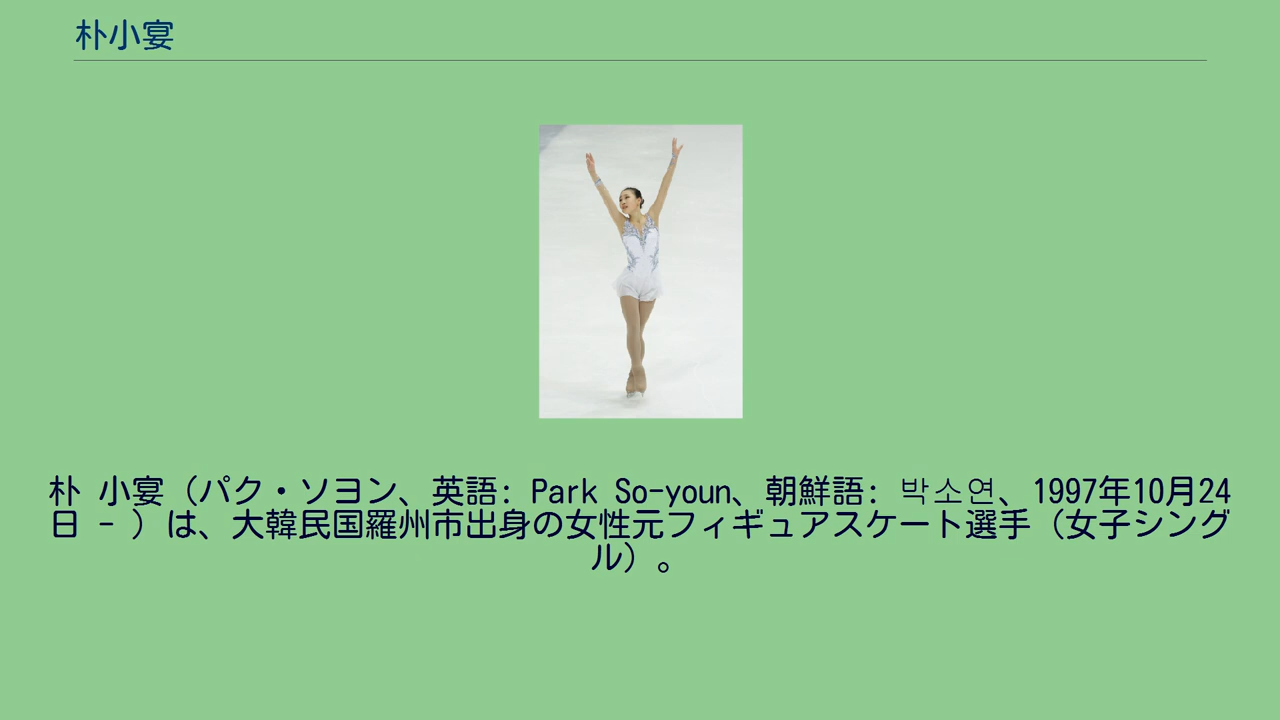 朴小宴
朴 小宴（パク・ソヨン、英語: Park So-youn、朝鮮語: 박소연、1997年10月24
日 - ）は、大韓民国羅州市出身の女性元フィギュアスケート選手（女子シング
ル）。